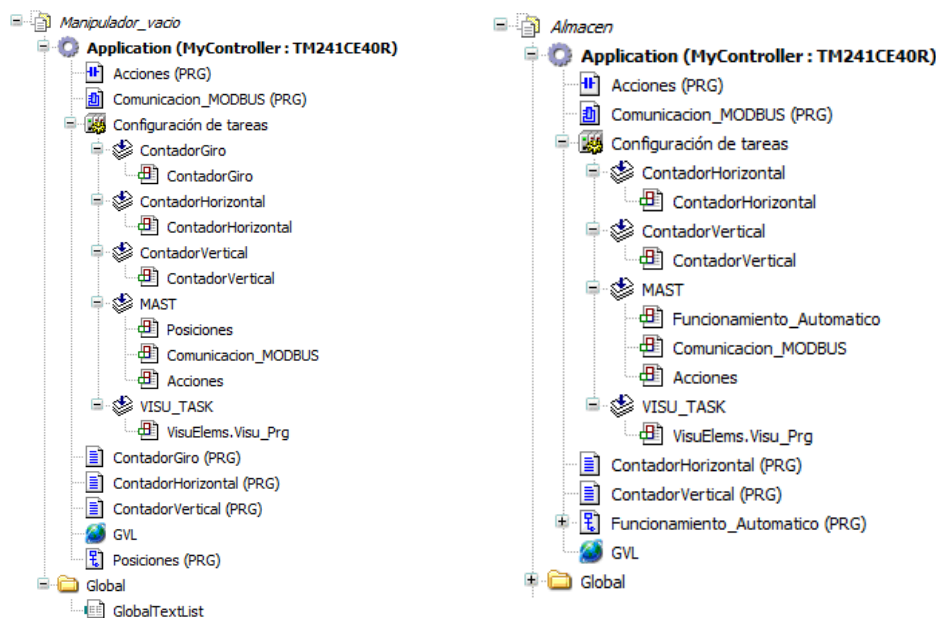 Manipulador_vacio
Application (MyController : TM241CE40R)
Acciones (PRG)
Comunicacion_MODBUS (PRG)
Configuración de tareas
ContadorGiro
ContadorGiro
ContadorHorizontal
ContadorHorizontal
ContadorVertical
ContadorVertical
MAST
Posiciones
Comunicacion_MODBUS
Acciones
VISU_TASK
VisuElems.Visu_Prg
ContadorGiro (PRG)
ContadorHorizontal (PRG)
ContadorVertical (PRG)
GVL
Posiciones (PRG)
Global
GlobalTextList
Almacen
Application (MyController : TM241CE40R)
Acciones (PRG)
Comunicacion_MODBUS (PRG)
Configuración de tareas
ContadorHorizontal
ContadorHorizontal
ContadorVertical
ContadorVertical
MAST
Funcionamiento_Automatico
Comunicacion_MODBUS
Acciones
VISU_TASK
VisuElems.Visu_Prg
ContadorHorizontal (PRG)
ContadorVertical (PRG)
Funcionamiento_Automatico (PRG)
GVL
Global